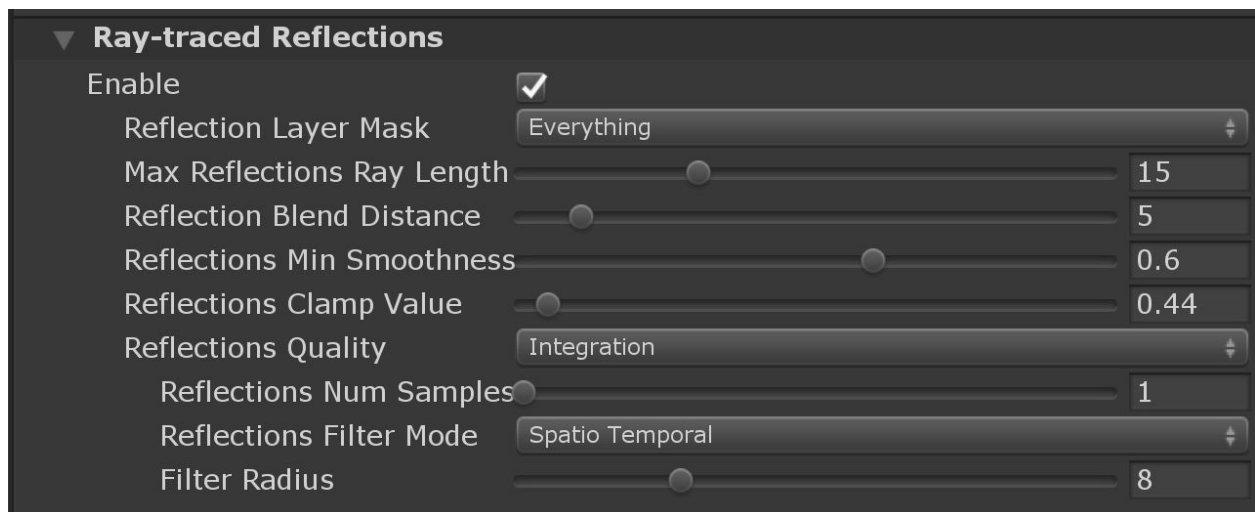 Ray-traced Reflections
Enable
Reflection Layer Mask Everything
Max Reflections Ray Length 15
Reflection Blend Distance 5
Reflections Min Smoothness 0.6
Reflections Clamp Value 0.44
Reflections Quality Integration
Reflections Num Samples 1
Reflections Filter Mode Spatio Temporal
Filter Radius 8